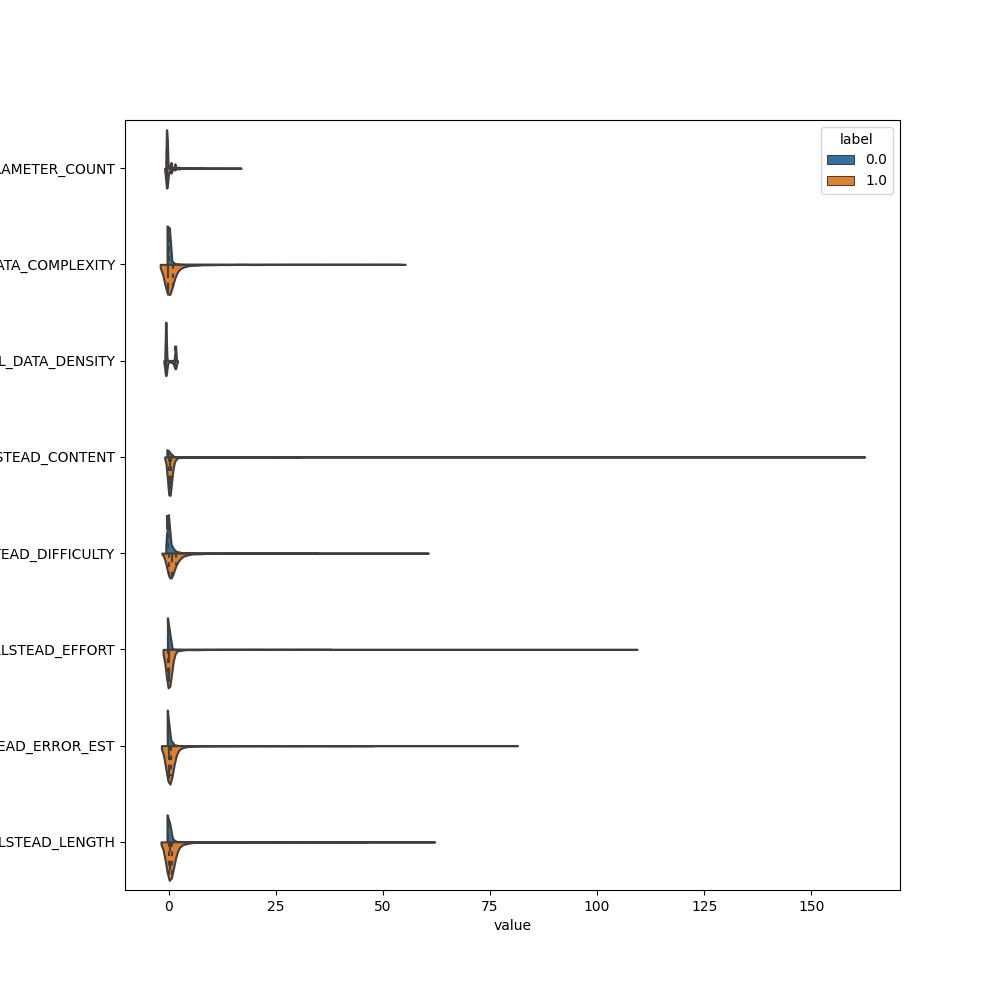 label
0.0
1.0
AMETER_COUNT
ATA_COMPLEXITY
L_DATA_DENSITY
STEAD_CONTENT
TEAD_DIFFICULTY
LSTEAD_EFFORT
EAD_ERROR_EST
LSTEAD_LENGTH
0 25 50 75 100 125 150
value